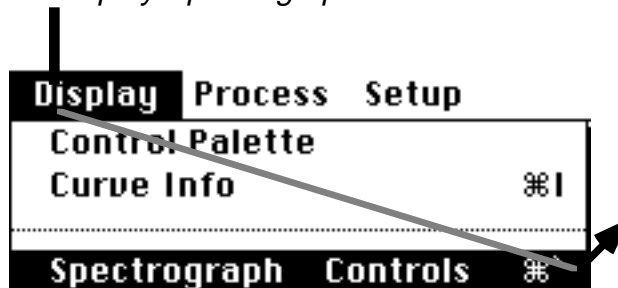 Display Process Setup
Control Palette
Curve Info ⌘I
Spectrograph Controls ⌘`